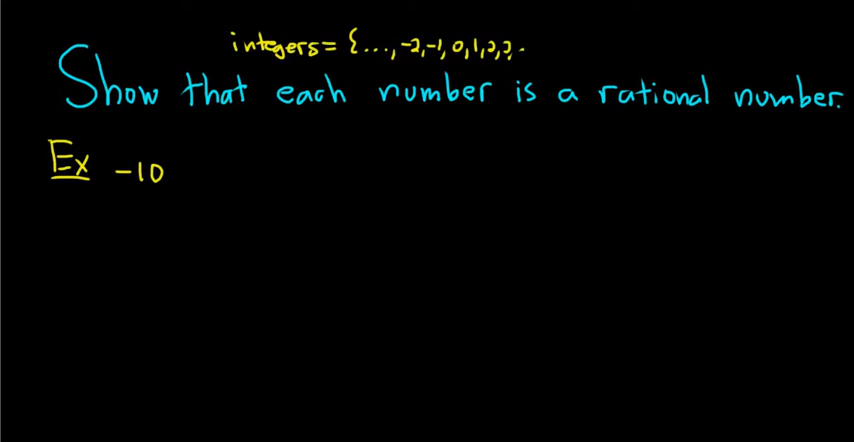 integers = {..., -2, -1, 0, 1, 2, 3, .
Show that each number is a rational number.
Ex -10